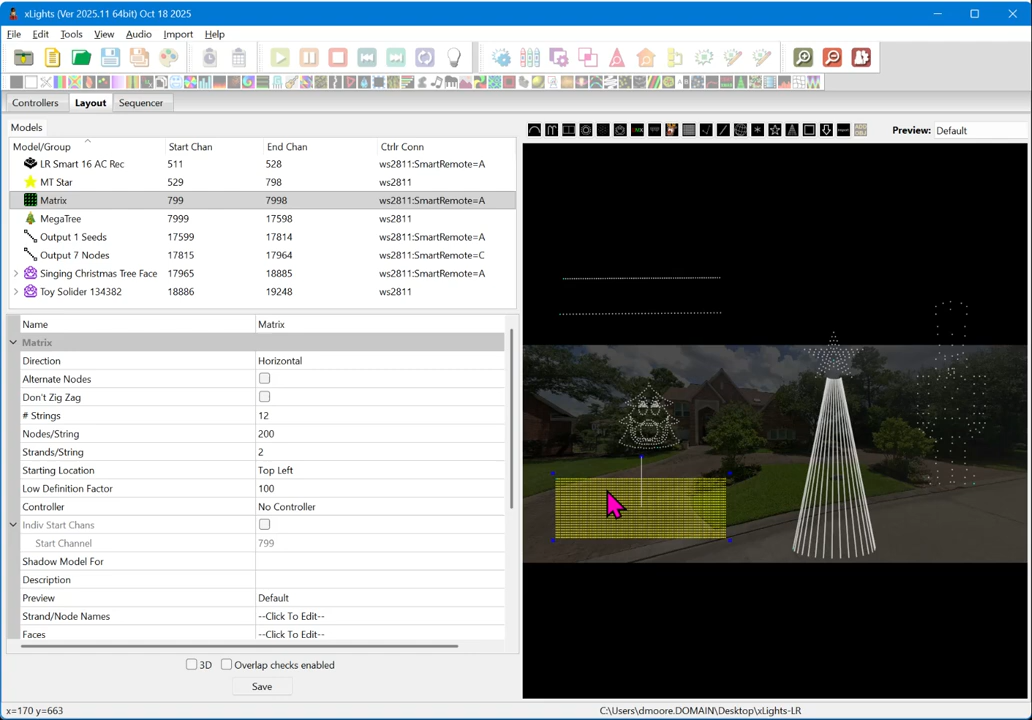 xLights (Ver 2025.11 64bit) Oct 18 2025
File Edit Tools View Audio Import Help
Controllers Layout Sequencer
Models
Preview: Default
Model/Group Start Chan End Chan Ctrlr Conn
LR Smart 16 AC Rec 511 528 ws2811:SmartRemote=A
MT Star 529 798 ws2811
Matrix 799 7998 ws2811:SmartRemote=A
MegaTree 7999 17598 ws2811
Output 1 Seeds 17599 17814 ws2811:SmartRemote=A
Output 7 Nodes 17815 17964 ws2811:SmartRemote=C
Singing Christmas Tree Face 17965 18885 ws2811:SmartRemote=A
Toy Solider 134382 18886 19248 ws2811
Name Matrix
Matrix
Direction Horizontal
Alternate Nodes
Don't Zig Zag
# Strings 12
Nodes/String 200
Strands/String 2
Starting Location Top Left
Low Definition Factor 100
Controller No Controller
Indiv Start Chans
Start Channel 799
Shadow Model For
Description
Preview Default
Strand/Node Names --Click To Edit--
Faces --Click To Edit--
3D Overlap checks enabled
Save
x=170 y=663 C:\Users\dmoore.DOMAIN\Desktop\xLights-LR